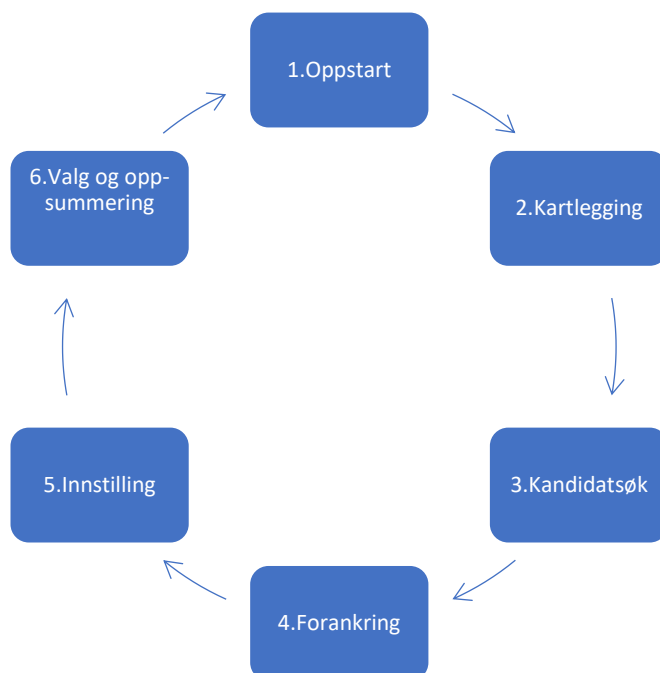 1.Oppstart
2.Kartlegging
3.Kandidatsøk
4.Forankring
5.Innstilling
6.Valg og opp-
summering